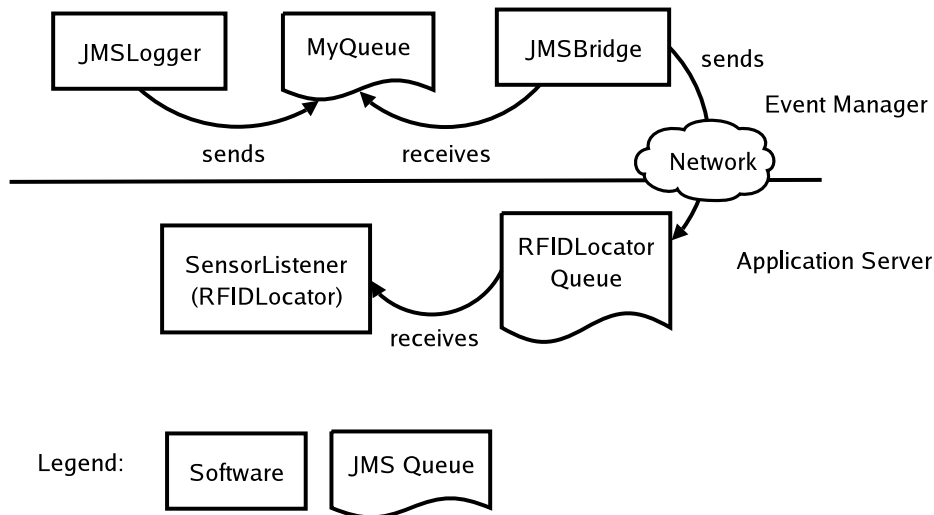 JMSLogger
MyQueue
JMSBridge
sends
Event Manager
sends
receives
Network
SensorListener
(RFIDLocator)
RFIDLocator
Queue
Application Server
receives
Legend:
Software
JMS Queue